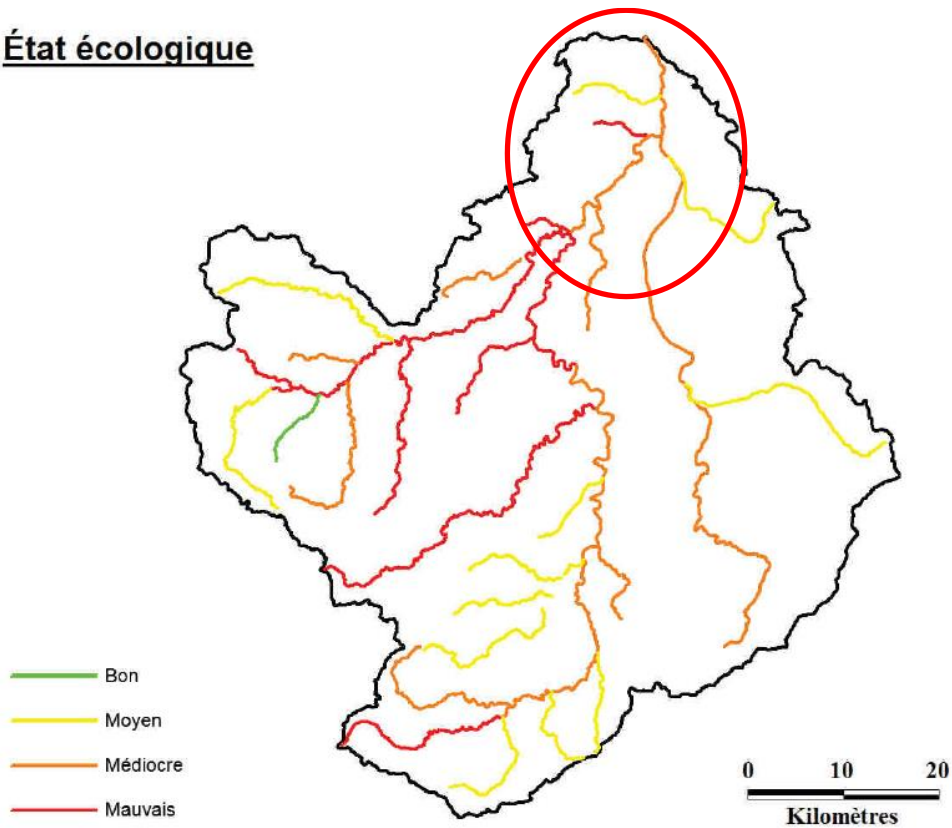 État écologique
Bon
Moyen
Médiocre
Mauvais
0 10 20
Kilomètres